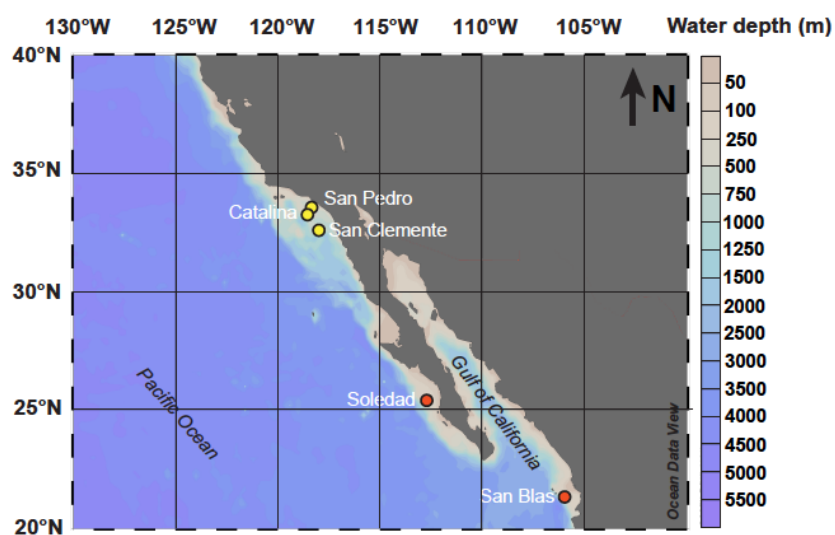 130°W 125°W 120°W 115°W 110°W 105°W Water depth (m)
40°N
35°N
30°N
25°N
20°N
N
San Pedro
Catalina
San Clemente
Soledad
San Blas
Pacific Ocean
Gulf of California
Ocean Data View
50
100
250
500
750
1000
1250
1500
2000
2500
3000
3500
4000
4500
5000
5500